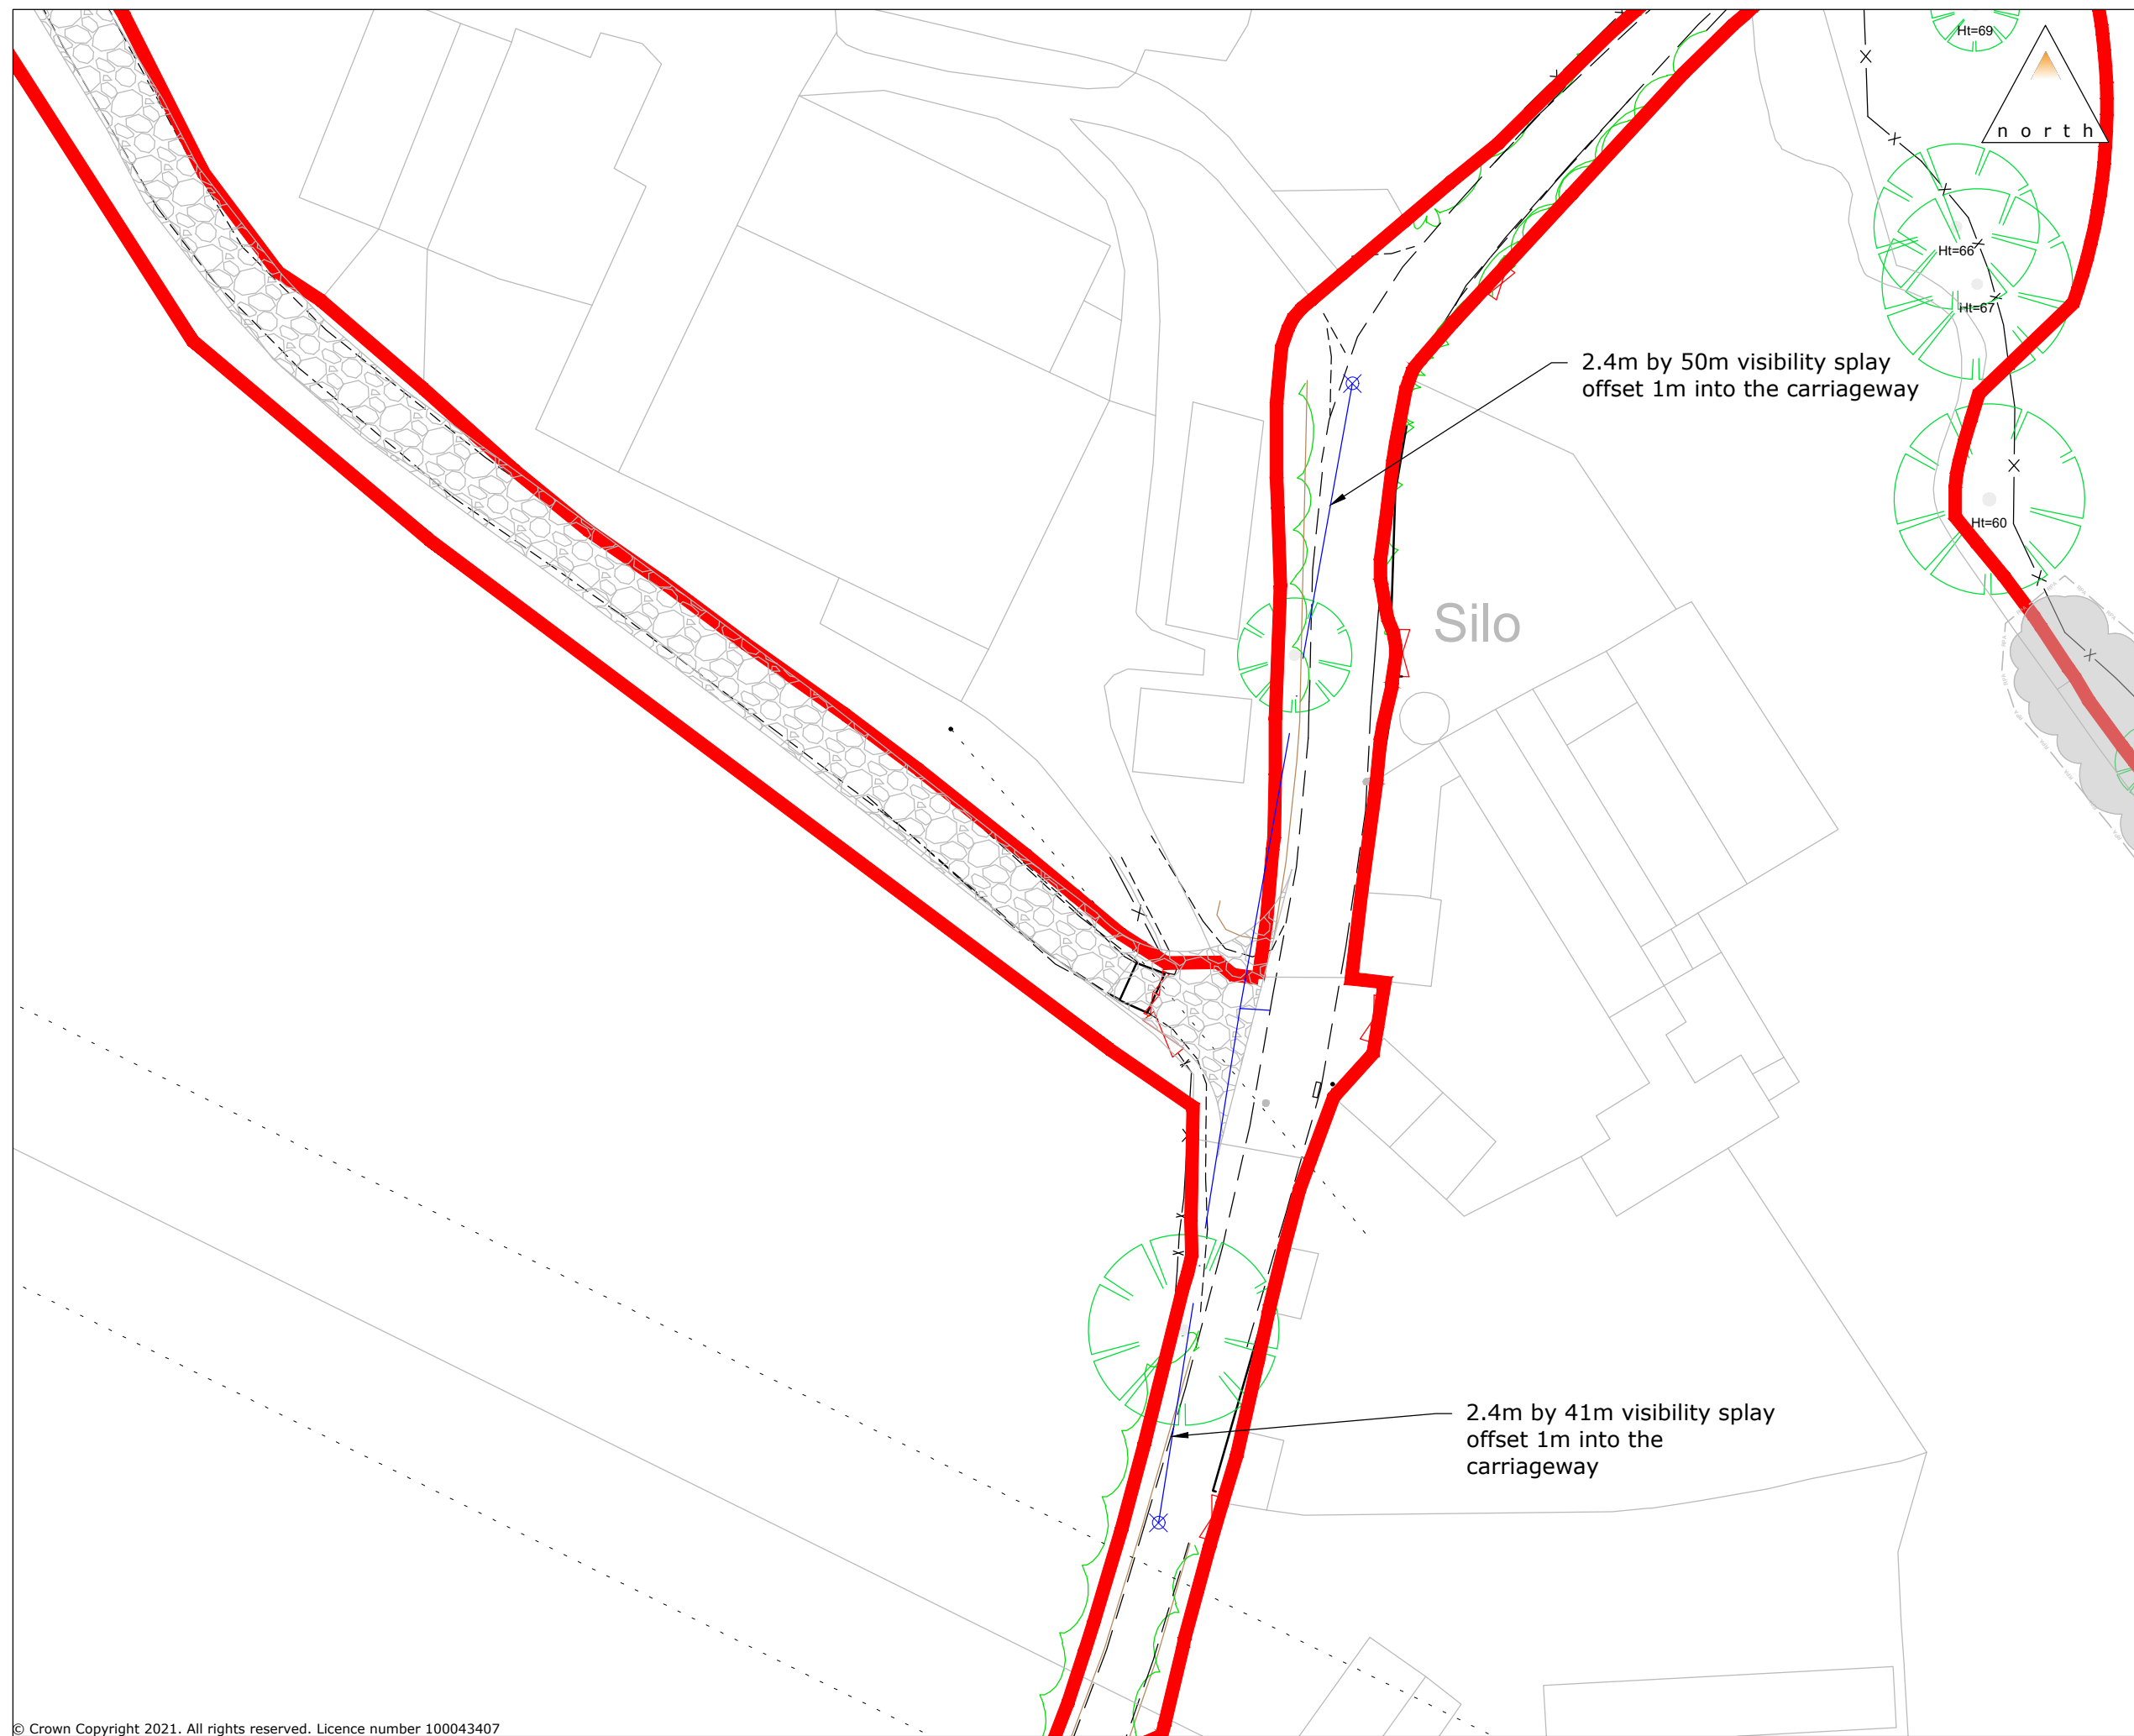 Ht=69
north
Ht=66
Ht=67
2.4m by 50m visibility splay
offset 1m into the carriageway
Ht=60
Silo
2.4m by 41m visibility splay
offset 1m into the
carriageway
© Crown Copyright 2021. All rights reserved. Licence number 100043407